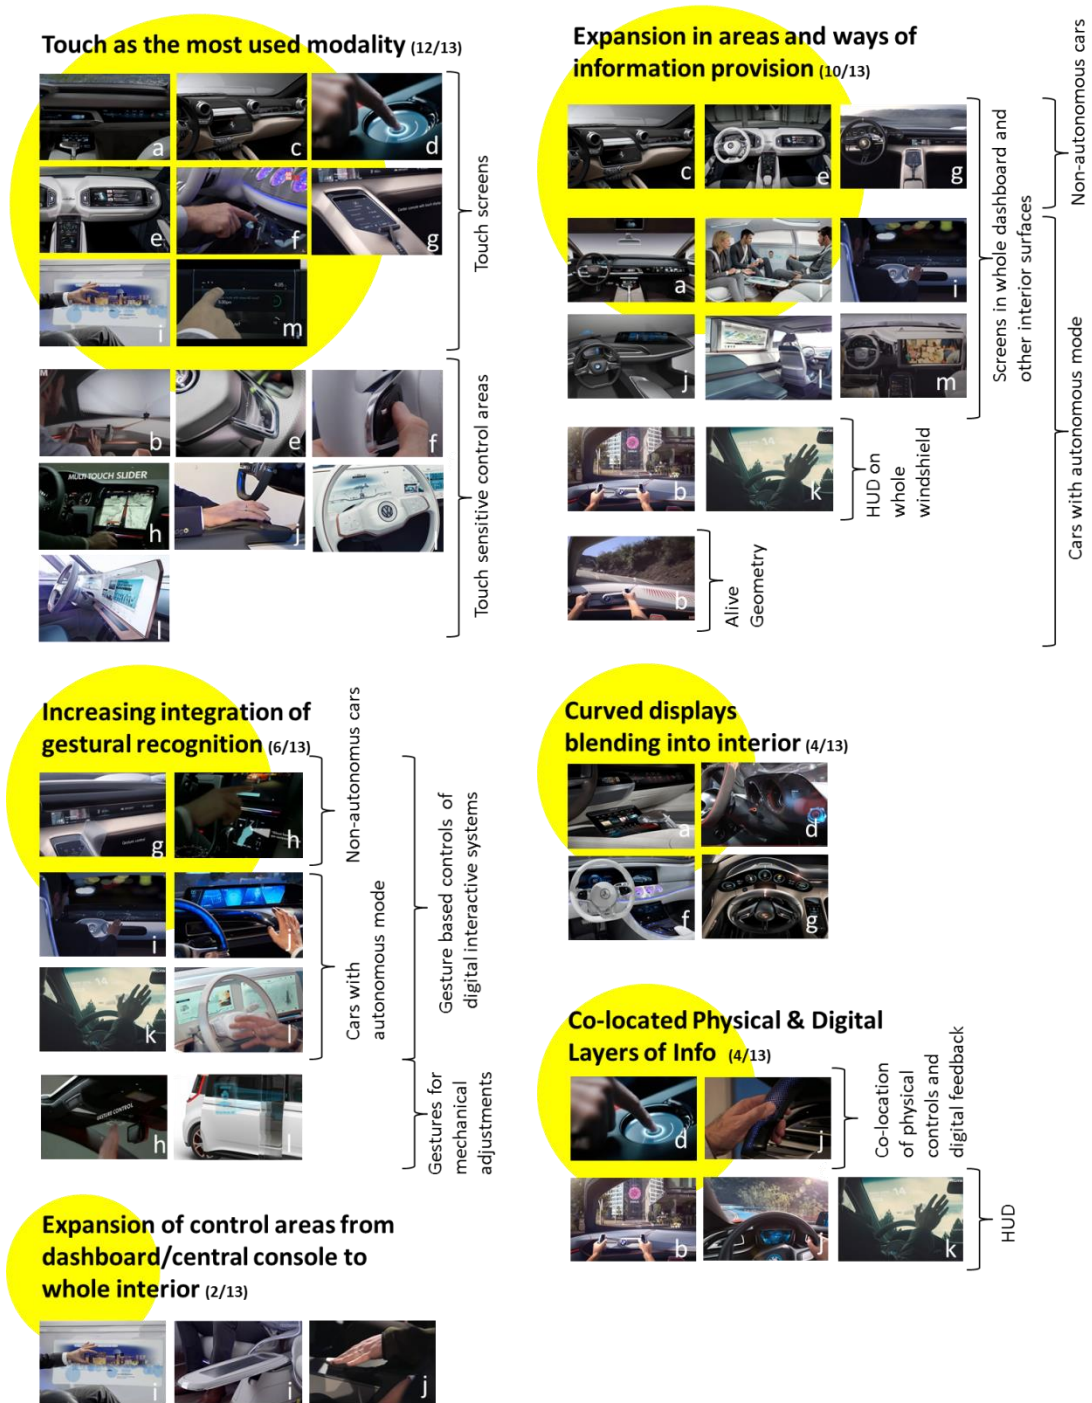 Touch as the most used modality (12/13)
a
c
d
e
f
g
i
m
Touch screens
b
e
f
MULTI TOUCH SLIDER
h
j
l
l
Touch sensitive control areas
Expansion in areas and ways of
information provision (10/13)
c
e
g
Non-autonomous cars
a
i
i
j
l
m
Screens in whole dashboard and
other interior surfaces
b
k
HUD on
whole
windshield
b
Alive
Geometry
Cars with autonomous mode
Increasing integration of
gestural recognition (6/13)
g
h
Non-autonomus cars
i
j
k
l
Cars with
autonomous mode
Gesture based controls of
digital interactive systems
GESTURE CONTROL
h
l
Gestures for
mechanical
adjustments
Curved displays
blending into interior (4/13)
a
d
f
g
Co-located Physical & Digital
Layers of Info (4/13)
d
j
Co-location
of physical
controls and
digital feedback
b
j
k
HUD
Expansion of control areas from
dashboard/central console to
whole interior (2/13)
i
i
j